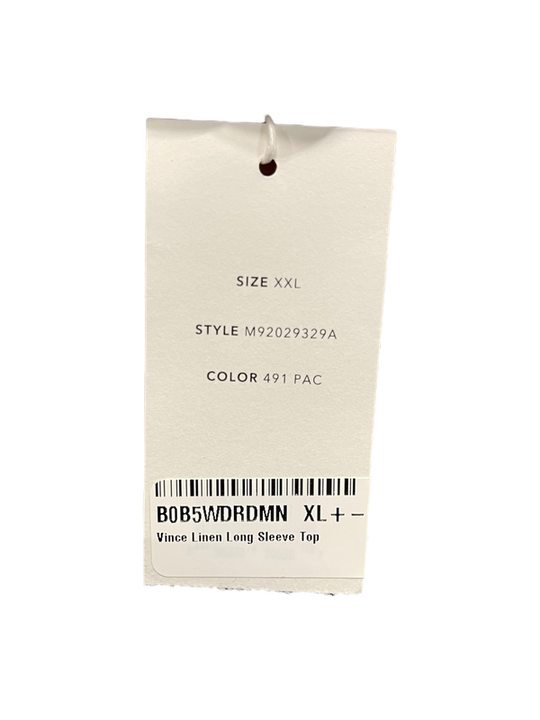 SIZE XXL
STYLE M92029329A
COLOR 491 PAC
B0B5WDRDMN XL+-
Vince Linen Long Sleeve Top